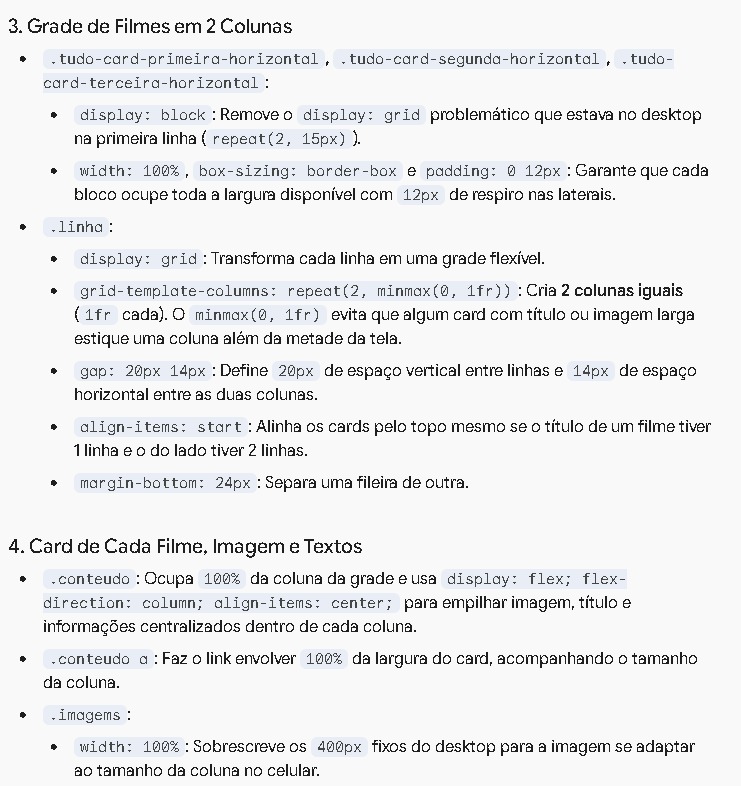 3. Grade de Filmes em 2 Colunas
• .tudo-card-primeira-horizontal , .tudo-card-segunda-horizontal , .tudo-
card-terceira-horizontal :
• display: block : Remove o display: grid problemático que estava no desktop
na primeira linha ( repeat(2, 15px) ).
• width: 100% , box-sizing: border-box e padding: 0 12px : Garante que cada
bloco ocupe toda a largura disponível com 12px de respiro nas laterais.
• .linha :
• display: grid : Transforma cada linha em uma grade flexível.
• grid-template-columns: repeat(2, minmax(0, 1fr)) : Cria 2 colunas iguais
( 1fr cada). O minmax(0, 1fr) evita que algum card com título ou imagem larga
estique uma coluna além da metade da tela.
• gap: 20px 14px : Define 20px de espaço vertical entre linhas e 14px de espaço
horizontal entre as duas colunas.
• align-items: start : Alinha os cards pelo topo mesmo se o título de um filme tiver
1 linha e o do lado tiver 2 linhas.
• margin-bottom: 24px : Separa uma fileira de outra.
4. Card de Cada Filme, Imagem e Textos
• .conteudo : Ocupa 100% da coluna da grade e usa display: flex; flex-
direction: column; align-items: center; para empilhar imagem, título e
informações centralizados dentro de cada coluna.
• .conteudo a : Faz o link envolver 100% da largura do card, acompanhando o tamanho
da coluna.
• .imagems :
• width: 100% : Sobrescreve os 400px fixos do desktop para a imagem se adaptar
ao tamanho da coluna no celular.